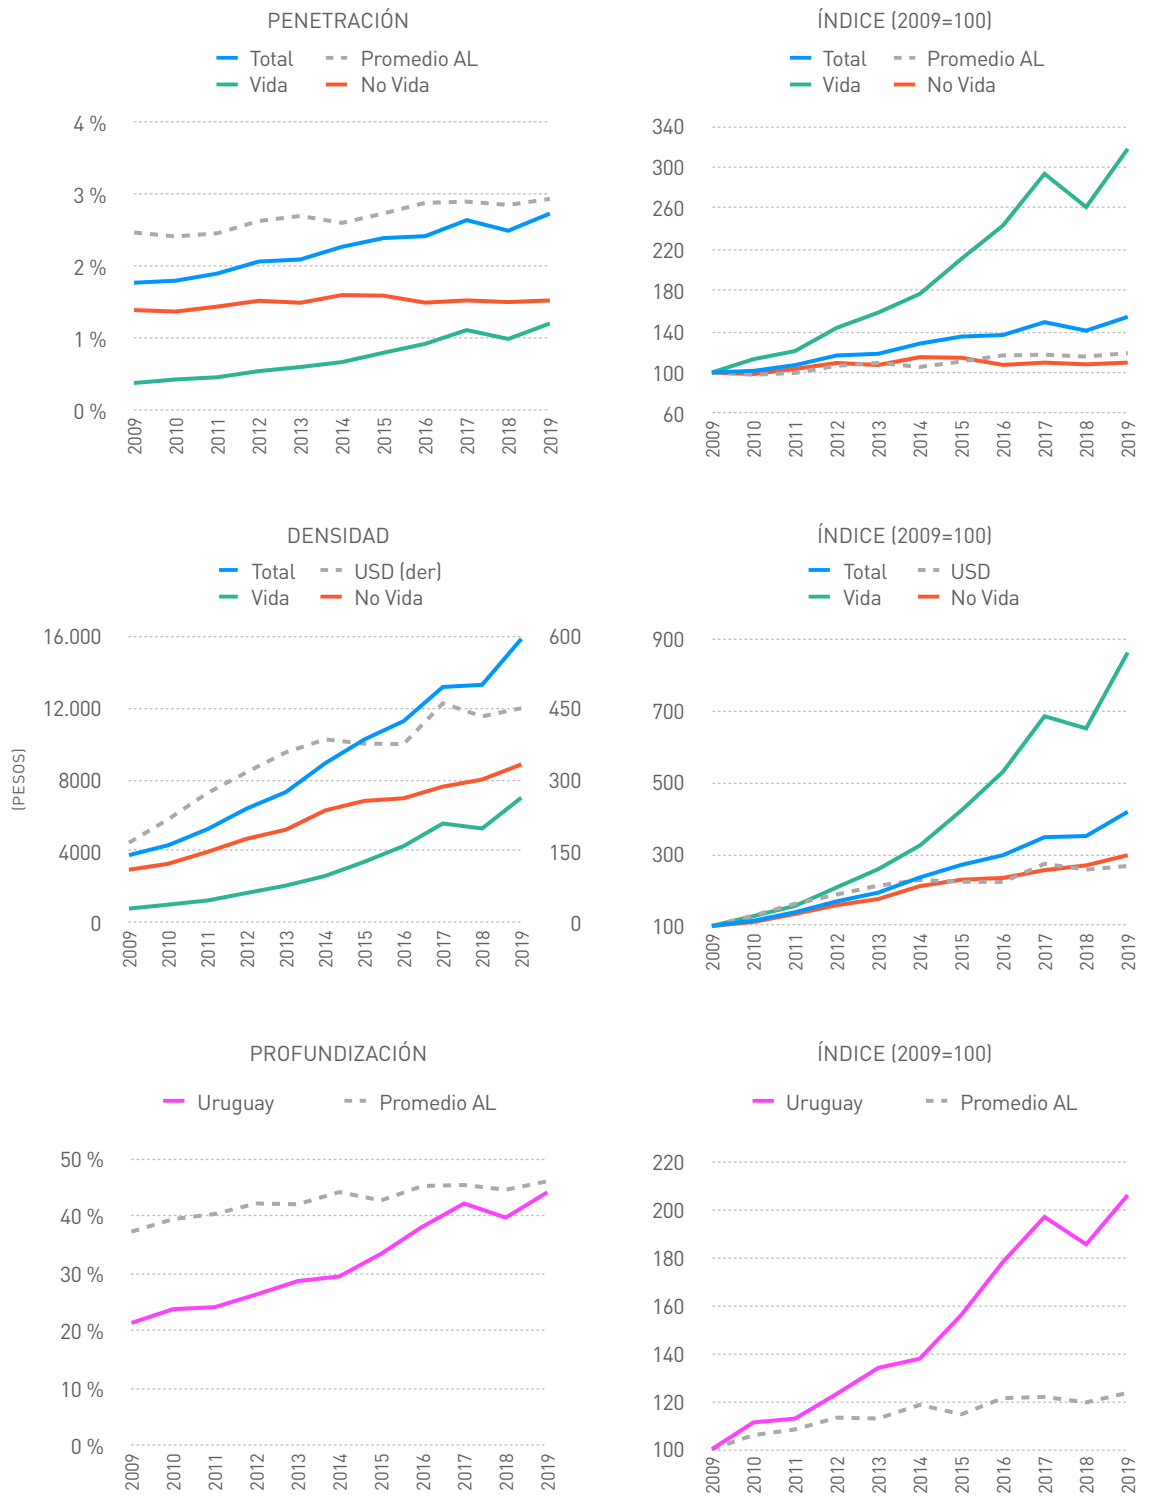 PENETRACIÓN
Total Promedio AL
Vida No Vida
4 %
3 %
2 %
1 %
0 %
2009 2010 2011 2012 2013 2014 2015 2016 2017 2018 2019
ÍNDICE (2009=100)
Total Promedio AL
Vida No Vida
340
300
260
220
180
140
100
60
2009 2010 2011 2012 2013 2014 2015 2016 2017 2018 2019
DENSIDAD
Total USD (der)
Vida No Vida
(PESOS)
16.000 600
12.000 450
8000 300
4000 150
0 0
2009 2010 2011 2012 2013 2014 2015 2016 2017 2018 2019
ÍNDICE (2009=100)
Total USD
Vida No Vida
900
700
500
300
100
2009 2010 2011 2012 2013 2014 2015 2016 2017 2018 2019
PROFUNDIZACIÓN
Uruguay Promedio AL
50 %
40 %
30 %
20 %
10 %
0 %
2009 2010 2011 2012 2013 2014 2015 2016 2017 2018 2019
ÍNDICE (2009=100)
Uruguay Promedio AL
220
200
180
160
140
120
100
2009 2010 2011 2012 2013 2014 2015 2016 2017 2018 2019